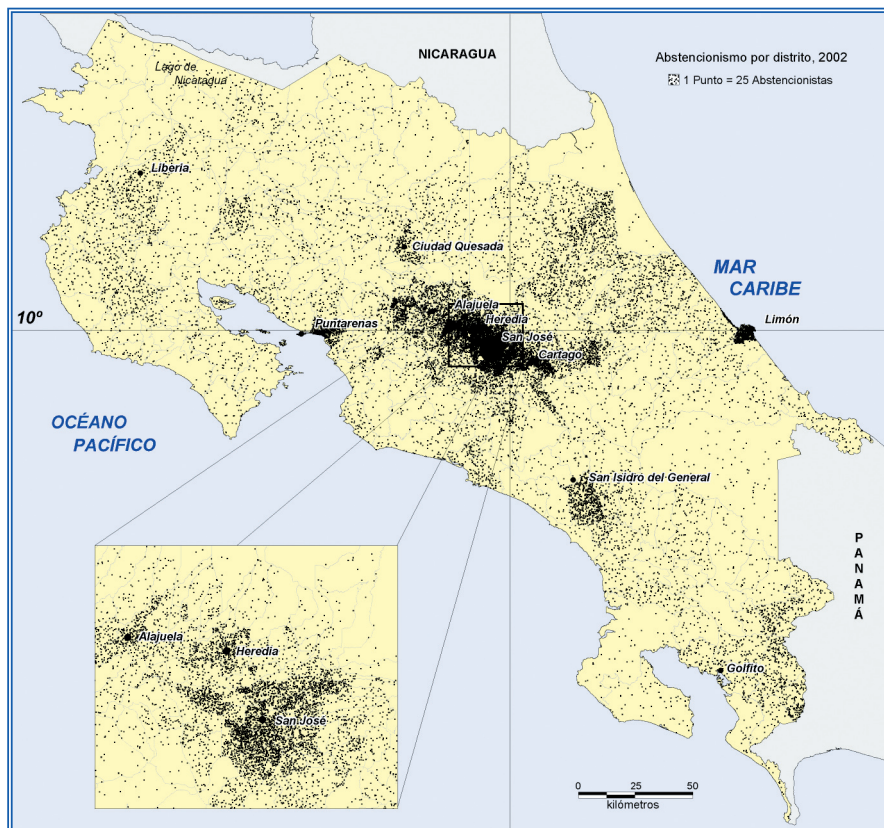 NICARAGUA
Abstencionismo por distrito, 2002
1 Punto = 25 Abstencionistas
Lago de
Nicaragua
Liberia
Ciudad Quesada
MAR
CARIBE
10º
Alajuela
Heredia
San José
Cartago
Puntarenas
Limón
OCÉANO
PACÍFICO
San Isidro del General
PANAMÁ
Alajuela
Heredia
San José
Golfito
0 25 50
kilómetros